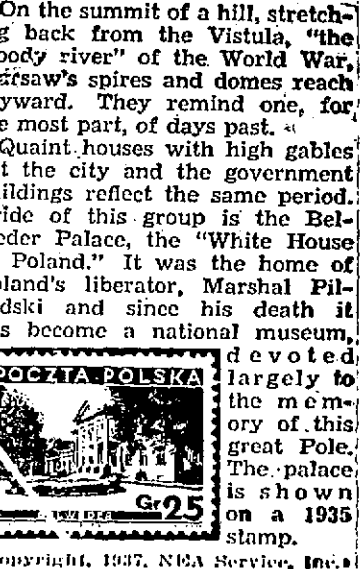 On the summit of a hill, stretch-
g back from the Vistula, "the
oody river" of the World War,
arsaw's spires and domes reach
yward. They remind one, for
e most part, of days past.
Quaint houses with high gables
t the city and the government
ildings reflect the same period.
ride of this group is the Bel-
eder Palace, the "White House
Poland." It was the home of
oland's liberator, Marshal Pil-
dski and since his death it
s become a national museum,
devoted
largely to
the mem-
ory of this
great Pole.
The palace
is shown
on a 1935
stamp.
POCZTA POLSKA
Gr 25
BELWEDER
opyright, 1937, NEA Service, Inc.